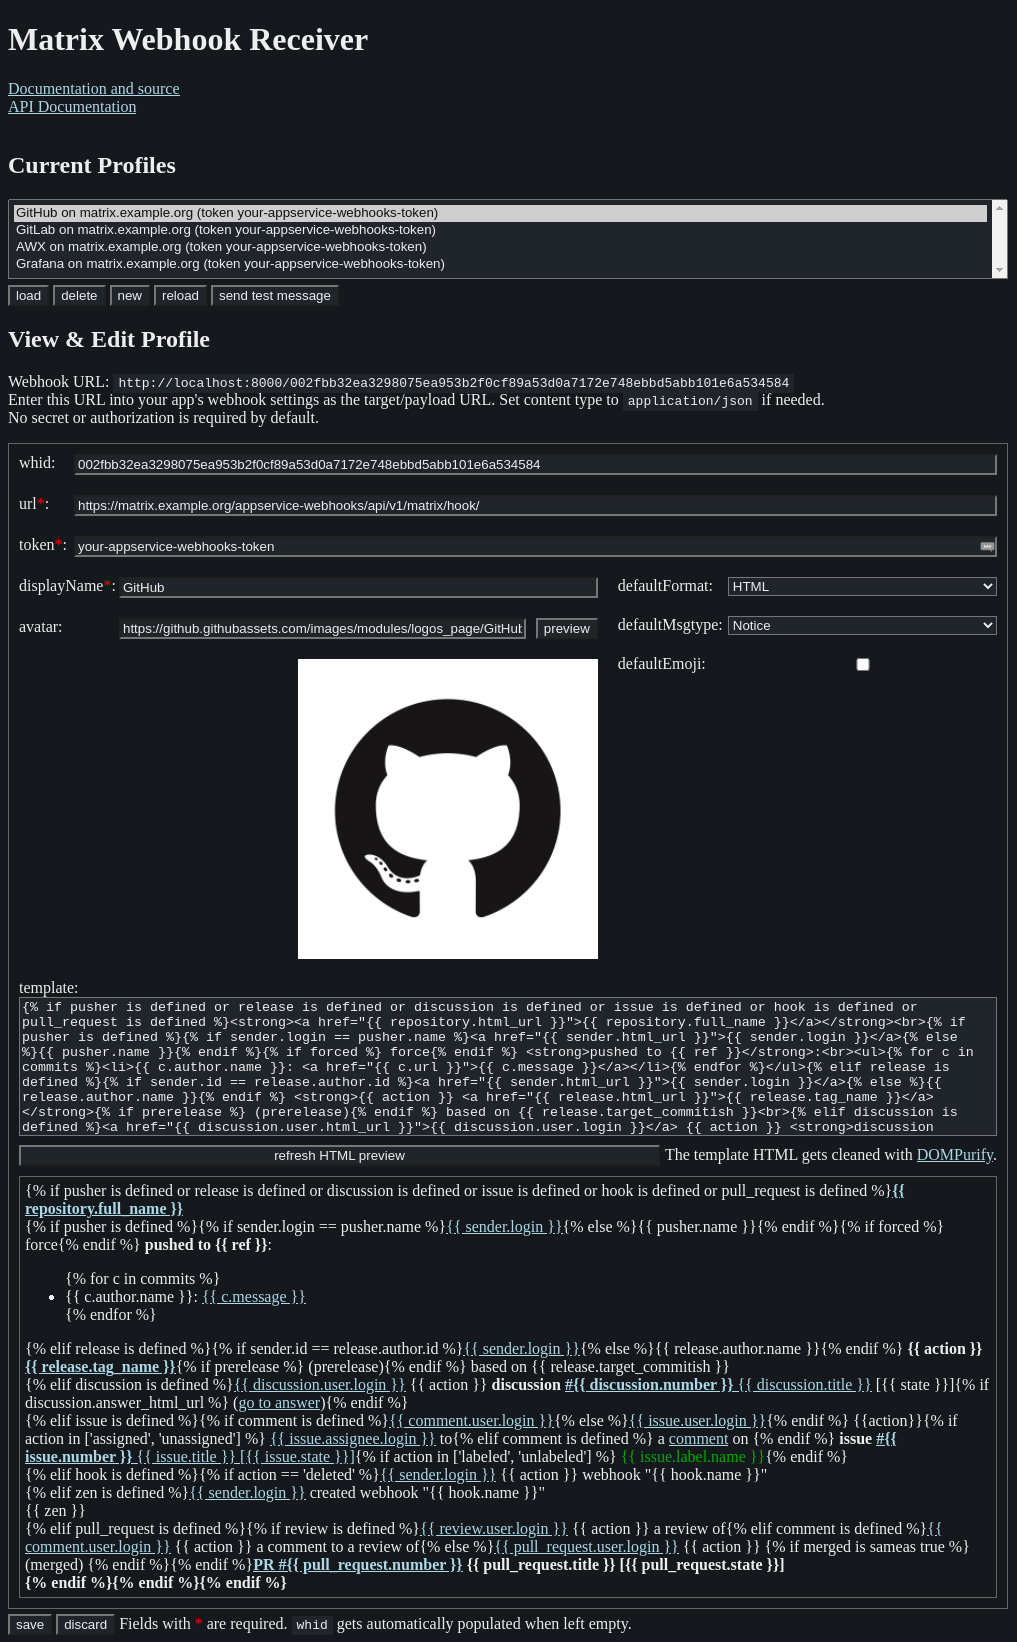 Matrix Webhook Receiver
Documentation and source
API Documentation
Current Profiles
GitHub on matrix.example.org (token your-appservice-webhooks-token)
GitLab on matrix.example.org (token your-appservice-webhooks-token)
AWX on matrix.example.org (token your-appservice-webhooks-token)
Grafana on matrix.example.org (token your-appservice-webhooks-token)
load delete new reload send test message
View & Edit Profile
Webhook URL: http://localhost:8000/002fbb32ea3298075ea953b2f0cf89a53d0a7172e748ebbd5abb101e6a534584
Enter this URL into your app's webhook settings as the target/payload URL. Set content type to application/json if needed.
No secret or authorization is required by default.
whid: 002fbb32ea3298075ea953b2f0cf89a53d0a7172e748ebbd5abb101e6a534584
url*: https://matrix.example.org/appservice-webhooks/api/v1/matrix/hook/
token*: your-appservice-webhooks-token
displayName*: GitHub defaultFormat: HTML
avatar: https://github.githubassets.com/images/modules/logos_page/GitHub preview defaultMsgtype: Notice
defaultEmoji:
template:
{% if pusher is defined or release is defined or discussion is defined or issue is defined or hook is defined or
pull_request is defined %}<strong><a href="{{ repository.html_url }}">{{ repository.full_name }}</a></strong><br>{% if
pusher is defined %}{% if sender.login == pusher.name %}<a href="{{ sender.html_url }}">{{ sender.login }}</a>{% else
%}{{ pusher.name }}{% endif %}{% if forced %} force{% endif %} <strong>pushed to {{ ref }}</strong>:<br><ul>{% for c in
commits %}<li>{{ c.author.name }}: <a href="{{ c.url }}">{{ c.message }}</a></li>{% endfor %}</ul>{% elif release is
defined %}{% if sender.id == release.author.id %}<a href="{{ sender.html_url }}">{{ sender.login }}</a>{% else %}{{
release.author.name }}{% endif %} <strong>{{ action }} <a href="{{ release.html_url }}">{{ release.tag_name }}</a>
</strong>{% if prerelease %} (prerelease){% endif %} based on {{ release.target_commitish }}<br>{% elif discussion is
defined %}<a href="{{ discussion.user.html_url }}">{{ discussion.user.login }}</a> {{ action }} <strong>discussion
refresh HTML preview The template HTML gets cleaned with DOMPurify.
{% if pusher is defined or release is defined or discussion is defined or issue is defined or hook is defined or pull_request is defined %}{{
repository.full_name }}
{% if pusher is defined %}{% if sender.login == pusher.name %}{{ sender.login }}{% else %}{{ pusher.name }}{% endif %}{% if forced %}
force{% endif %} pushed to {{ ref }}:
{% for c in commits %}
• {{ c.author.name }}: {{ c.message }}
{% endfor %}
{% elif release is defined %}{% if sender.id == release.author.id %}{{ sender.login }}{% else %}{{ release.author.name }}{% endif %} {{ action }}
{{ release.tag_name }}{% if prerelease %} (prerelease){% endif %} based on {{ release.target_commitish }}
{% elif discussion is defined %}{{ discussion.user.login }} {{ action }} discussion #{{ discussion.number }} {{ discussion.title }} [{{ state }}]{% if
discussion.answer_html_url %} (go to answer){% endif %}
{% elif issue is defined %}{% if comment is defined %}{{ comment.user.login }}{% else %}{{ issue.user.login }}{% endif %} {{action}}{% if
action in ['assigned', 'unassigned'] %} {{ issue.assignee.login }} to{% elif comment is defined %} a comment on {% endif %} issue #{{
issue.number }} {{ issue.title }} [{{ issue.state }}]{% if action in ['labeled', 'unlabeled'] %} {{ issue.label.name }}{% endif %}
{% elif hook is defined %}{% if action == 'deleted' %}{{ sender.login }} {{ action }} webhook "{{ hook.name }}"
{% elif zen is defined %}{{ sender.login }} created webhook "{{ hook.name }}"
{{ zen }}
{% elif pull_request is defined %}{% if review is defined %}{{ review.user.login }} {{ action }} a review of{% elif comment is defined %}{{
comment.user.login }} {{ action }} a comment to a review of{% else %}{{ pull_request.user.login }} {{ action }} {% if merged is sameas true %}
(merged) {% endif %}{% endif %}PR #{{ pull_request.number }} {{ pull_request.title }} [{{ pull_request.state }}]
{% endif %}{% endif %}{% endif %}
save discard Fields with * are required. whid gets automatically populated when left empty.